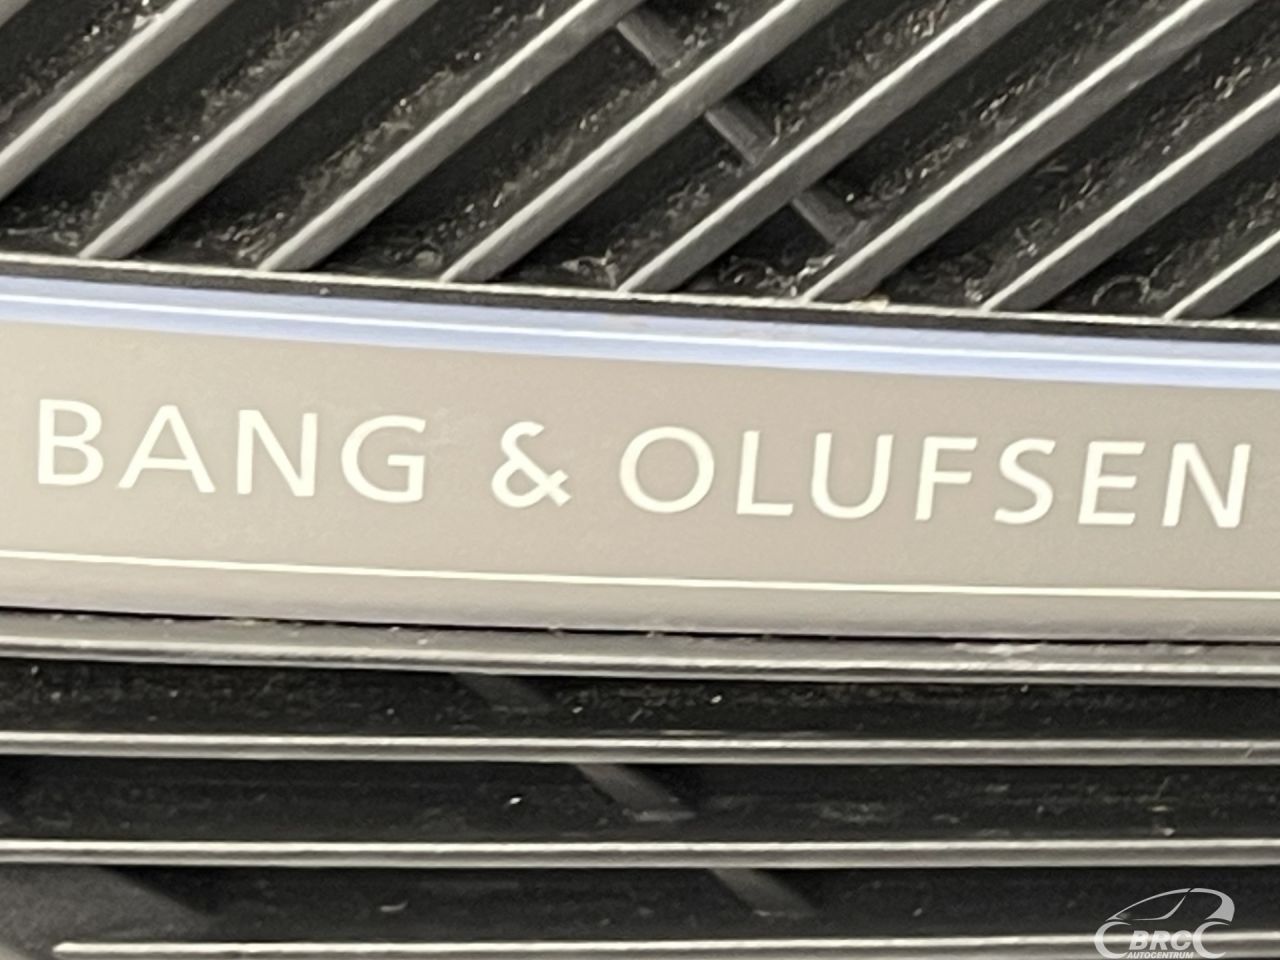 BANG & OLUFSEN
BRC
AUTOCENTRUM